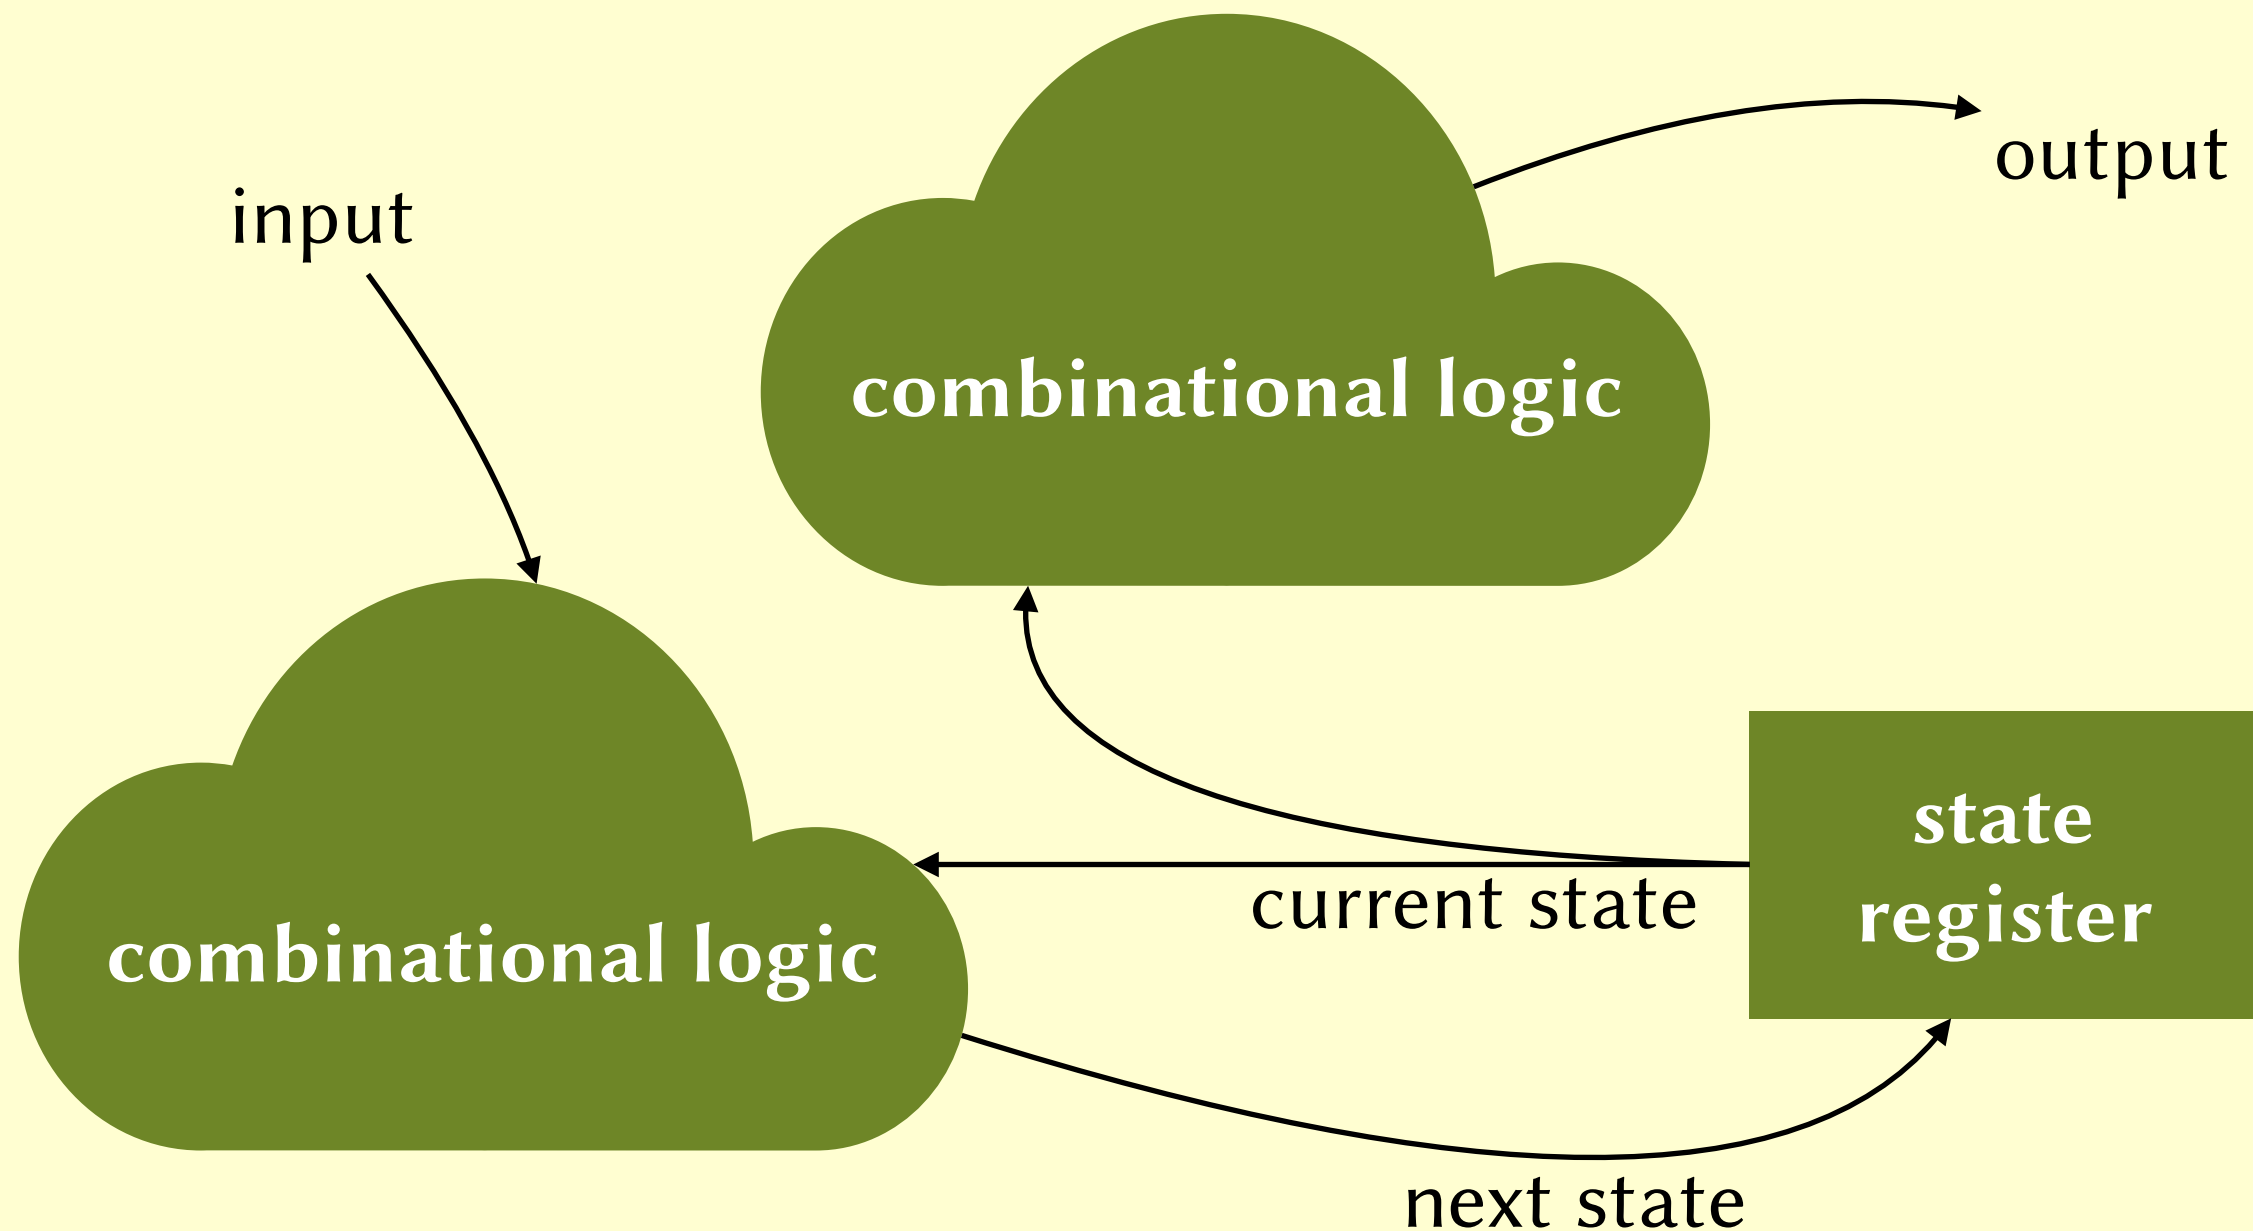 output
input
combinational logic
state
register
current state
combinational logic
next state